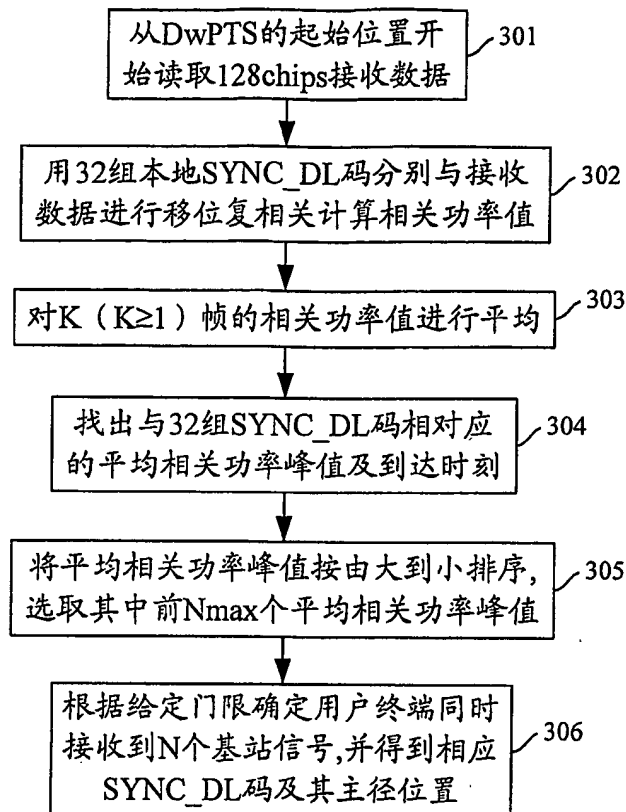 从DwPTS的起始位置开
始读取128chips接收数据
301
用32组本地SYNC_DL码分别与接收
数据进行移位复相关计算相关功率值
302
对K（K≥1）帧的相关功率值进行平均
303
找出与32组SYNC_DL码相对应
的平均相关功率峰值及到达时刻
304
将平均相关功率峰值按由大到小排序,
选取其中前Nmax个平均相关功率峰值
305
根据给定门限确定用户终端同时
接收到N个基站信号,并得到相应
SYNC_DL码及其主径位置
306